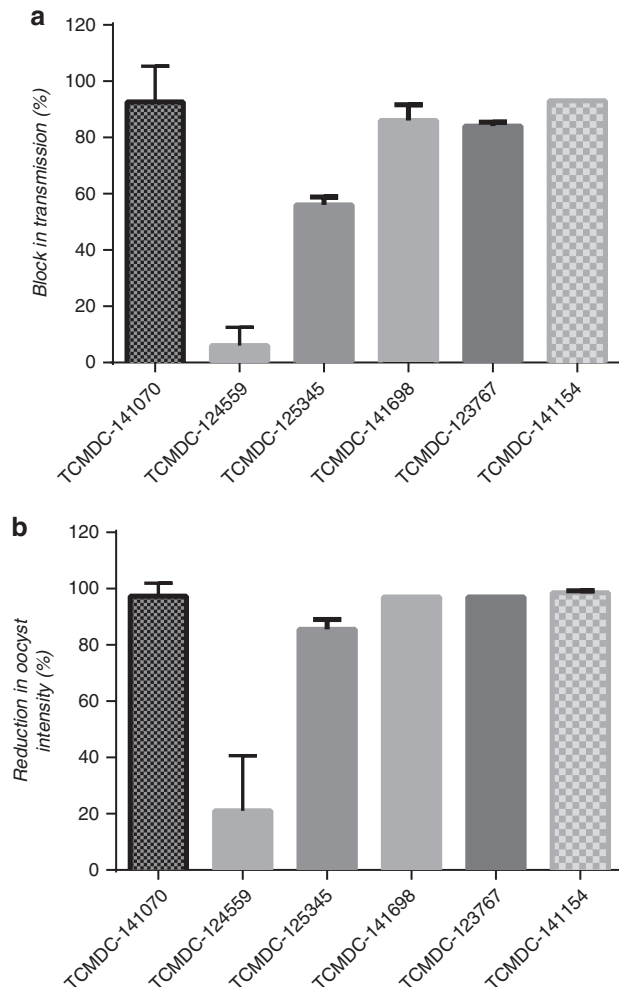 a
120
100
80
60
40
20
0
Block in transmission (%)
TCMDC-141070
TCMDC-124559
TCMDC-125345
TCMDC-141698
TCMDC-123767
TCMDC-141154
b
120
100
80
60
40
20
0
Reduction in oocyst
intensity (%)
TCMDC-141070
TCMDC-124559
TCMDC-125345
TCMDC-141698
TCMDC-123767
TCMDC-141154